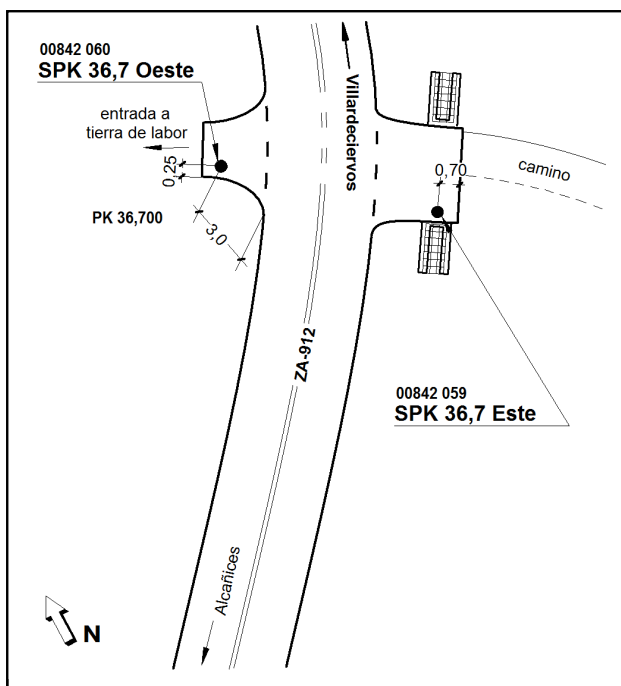 00842 060
SPK 36,7 Oeste
entrada a
tierra de labor
0,25
PK 36,700
3,0
Villardeciervos
camino
0,70
ZA-912
00842 059
SPK 36,7 Este
Alcañices
N